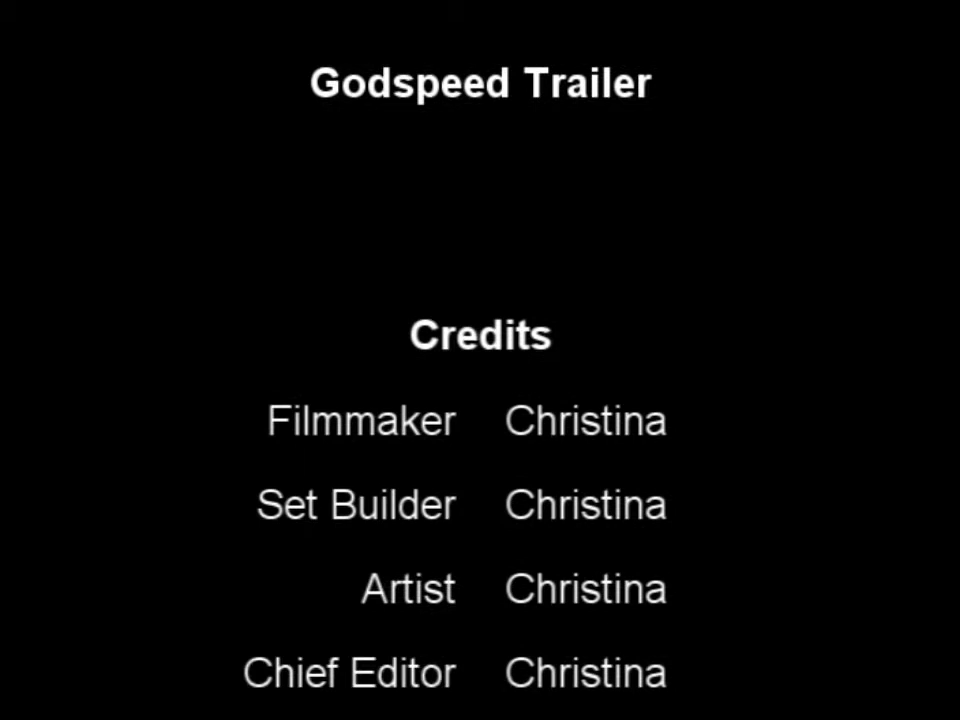 Godspeed Trailer
Credits
Filmmaker Christina
Set Builder Christina
Artist Christina
Chief Editor Christina